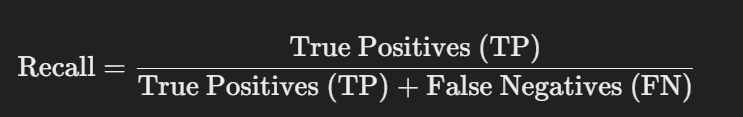 Recall = True Positives (TP) / True Positives (TP) + False Negatives (FN)